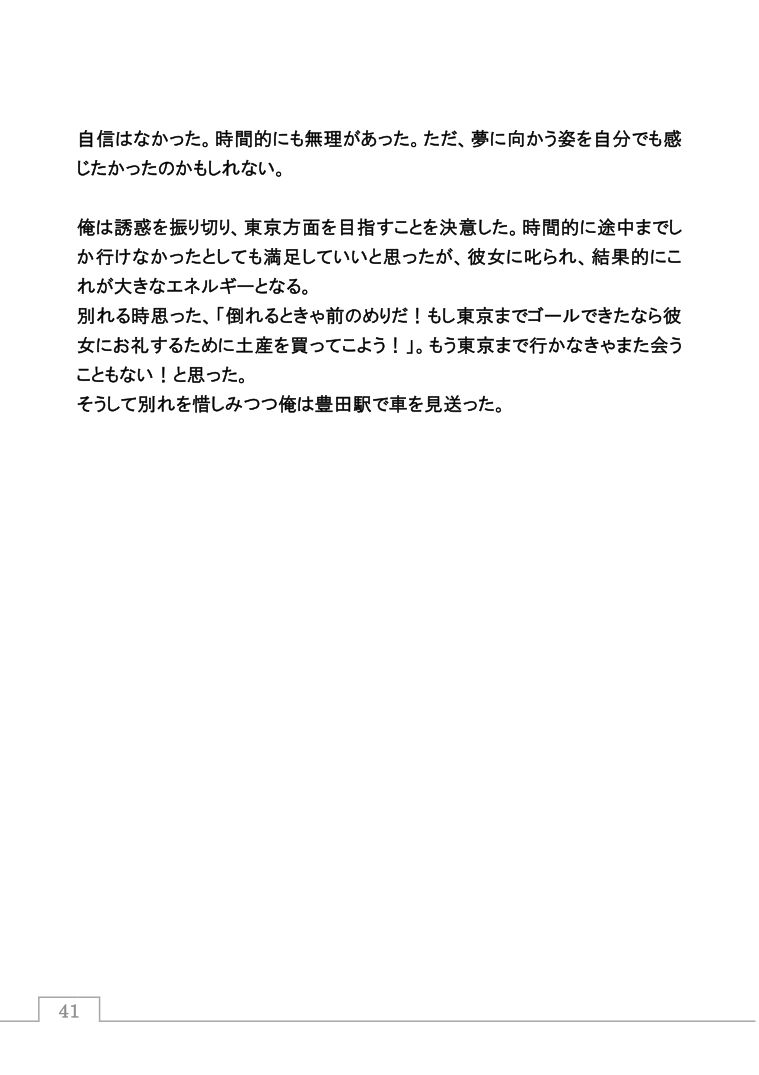 自信はなかった。時間的にも無理があった。ただ、夢に向かう姿を自分でも感
じたかったのかもしれない。
俺は誘惑を振り切り、東京方面を目指すことを決意した。時間的に途中までし
か行けなかったとしても満足していいと思ったが、彼女に叱られ、結果的にこ
れが大きなエネルギーとなる。
別れる時思った、「倒れるときゃ前のめりだ！もし東京までゴールできたなら彼
女にお礼するために土産を買ってこよう！」。もう東京まで行かなきゃまた会う
こともない！と思った。
そうして別れを惜しみつつ俺は豊田駅で車を見送った。
41